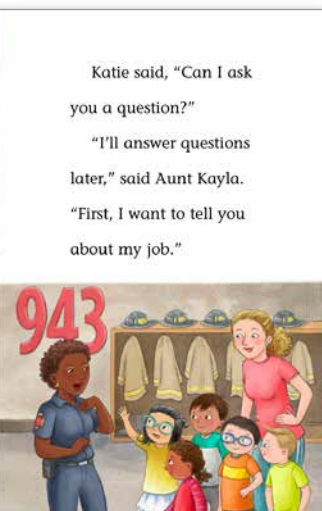 Katie said, “Can I ask
you a question?”
“I’ll answer questions
later,” said Aunt Kayla.
“First, I want to tell you
about my job.”
943